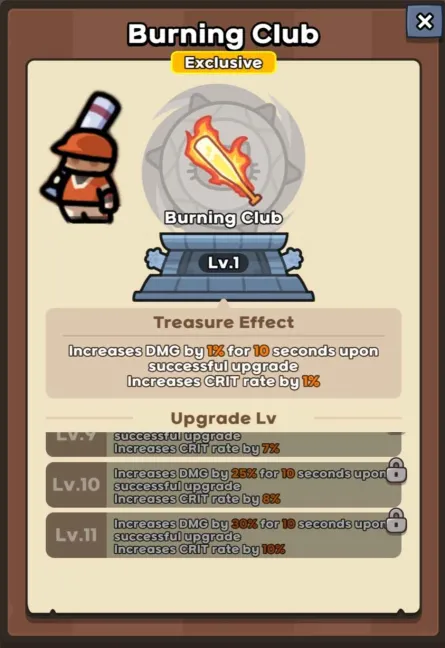 Burning Club
Exclusive
Burning Club
Lv.1
Treasure Effect
Increases DMG by 1% for 10 seconds upon
successful upgrade
Increases CRIT rate by 1%
Upgrade Lv
Lv.9
successful upgrade
Increases CRIT rate by 7%
Lv.10
Increases DMG by 25% for 10 seconds upon
successful upgrade
Increases CRIT rate by 8%
Lv.11
Increases DMG by 30% for 10 seconds upon
successful upgrade
Increases CRIT rate by 10%